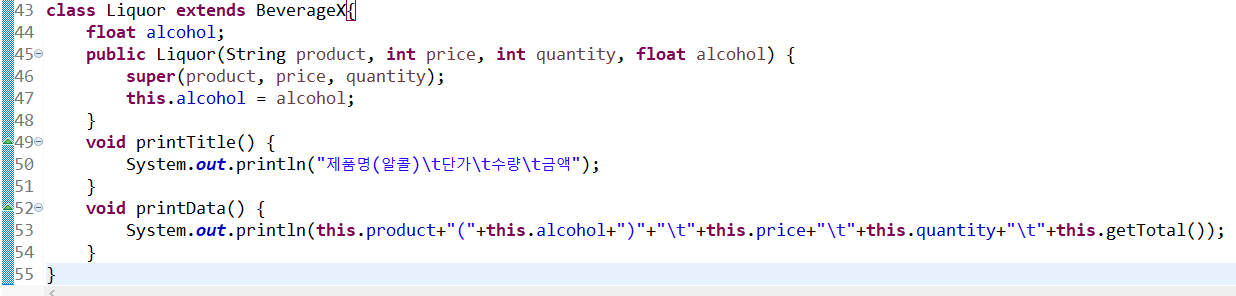 43 class Liquor extends BeverageX{
44     float alcohol;
45     public Liquor(String product, int price, int quantity, float alcohol) {
46         super(product, price, quantity);
47         this.alcohol = alcohol;
48     }
49     void printTitle() {
50         System.out.println("제품명(알콜)\t단가\t수량\t금액");
51     }
52     void printData() {
53         System.out.println(this.product+"("+this.alcohol+")"+"\t"+this.price+"\t"+this.quantity+"\t"+this.getTotal());
54     }
55 }